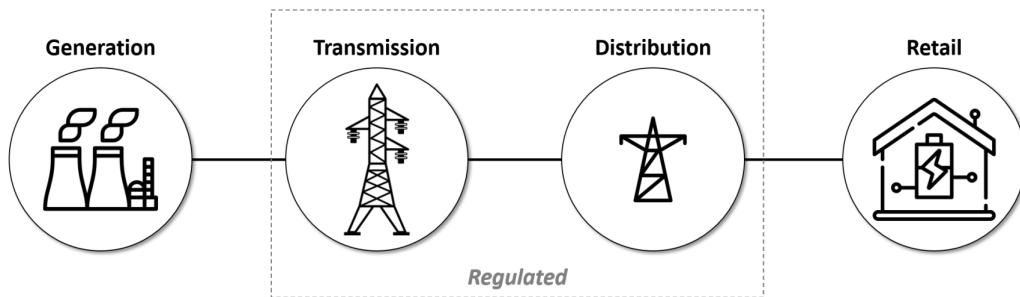 Generation
Transmission
Distribution
Retail
Regulated